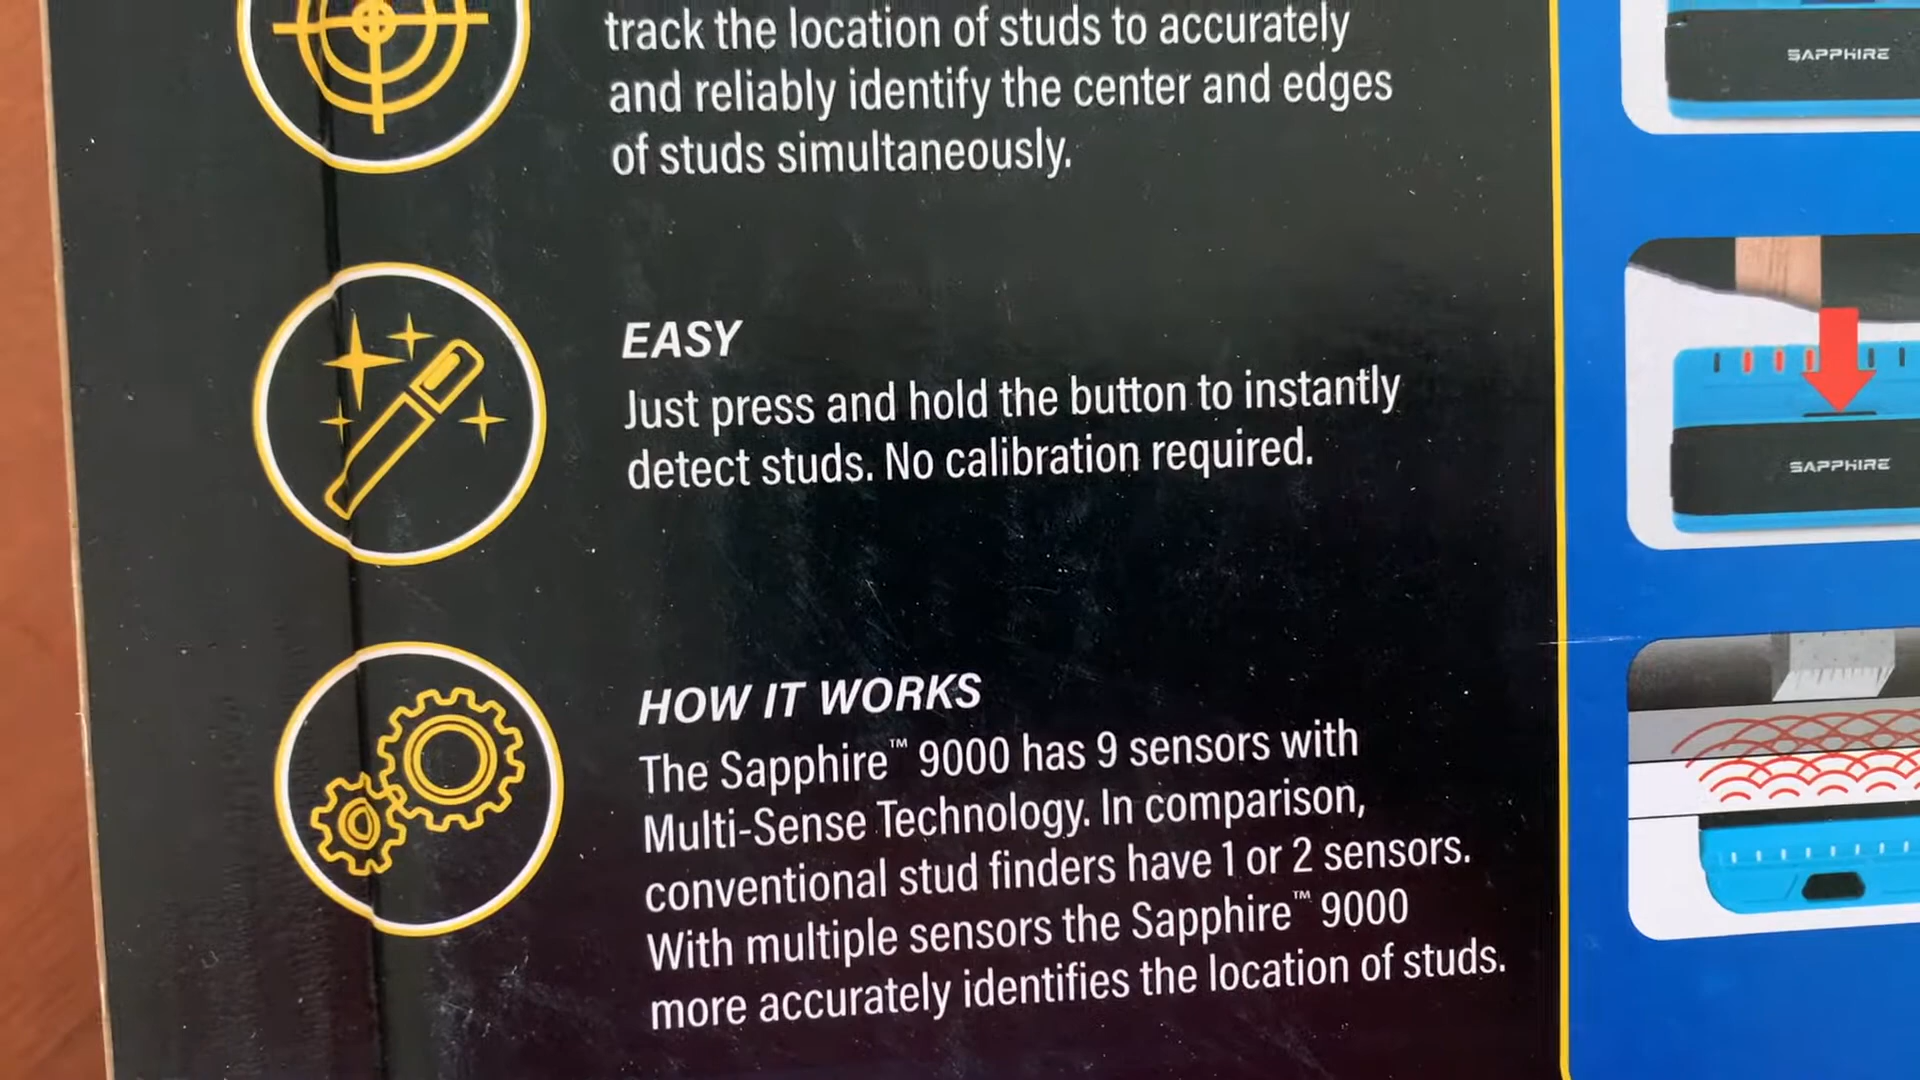 track the location of studs to accurately
and reliably identify the center and edges
of studs simultaneously.
EASY
Just press and hold the button to instantly
detect studs. No calibration required.
HOW IT WORKS
The Sapphire™ 9000 has 9 sensors with
Multi-Sense Technology. In comparison,
conventional stud finders have 1 or 2 sensors.
With multiple sensors the Sapphire™ 9000
more accurately identifies the location of studs.
SAPPHIRE
SAPPHIRE